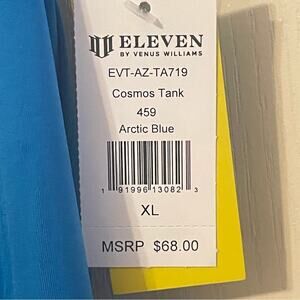 ELEVEN
BY VENUS WILLIAMS
EVT-AZ-TA719
Cosmos Tank
459
Arctic Blue
1 91996 13082 3
XL
MSRP $68.00